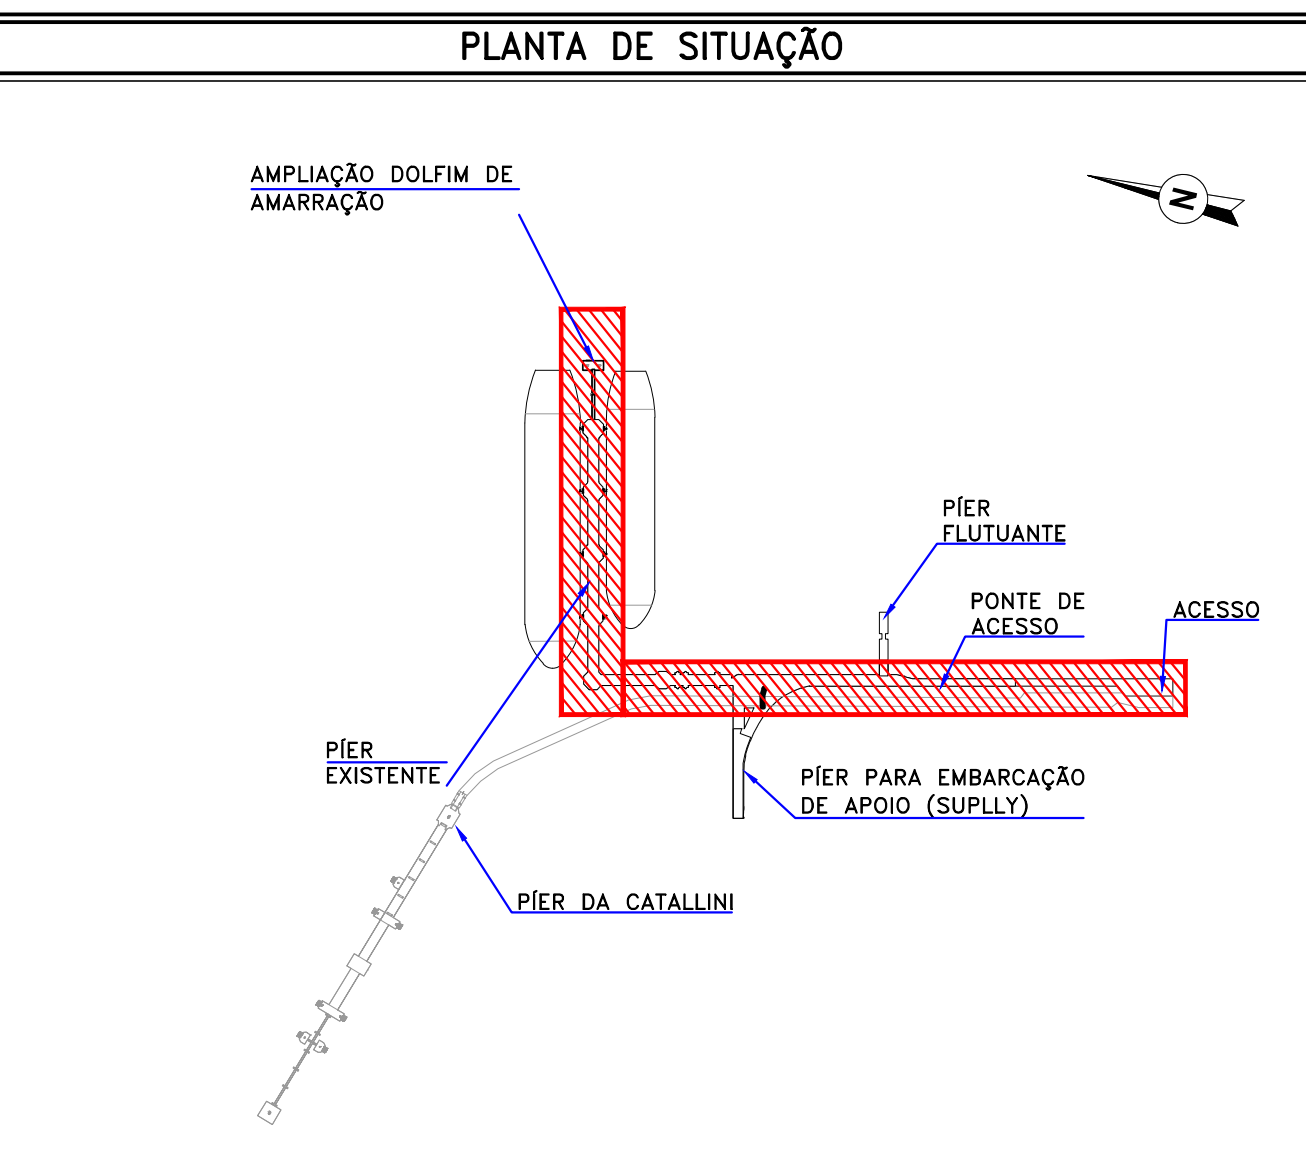 PLANTA DE SITUAÇÃO
AMPLIAÇÃO DOLFIM DE
AMARRAÇÃO
N
PÍER
FLUTUANTE
PONTE DE
ACESSO
ACESSO
PÍER
EXISTENTE
PÍER PARA EMBARCAÇÃO
DE APOIO (SUPLLY)
PÍER DA CATALLINI